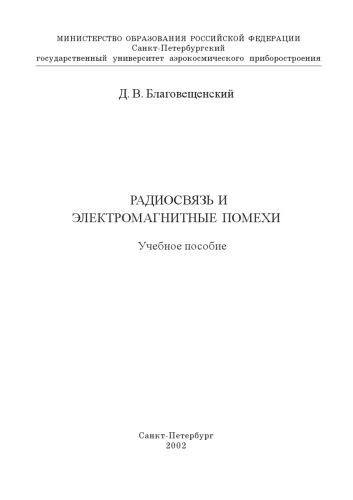 МИНИСТЕРСТВО ОБРАЗОВАНИЯ РОССИЙСКОЙ ФЕДЕРАЦИИ
Санкт-Петербургский
государственный университет аэрокосмического приборостроения
Д. В. Благовещенский
РАДИОСВЯЗЬ И
ЭЛЕКТРОМАГНИТНЫЕ ПОМЕХИ
Учебное пособие
Санкт-Петербург
2002